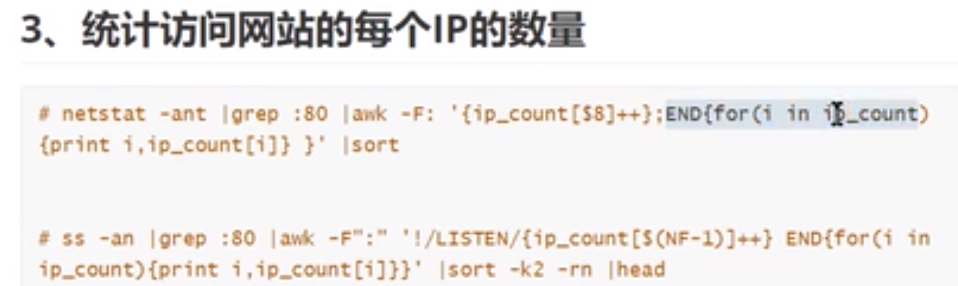 3、统计访问网站的每个IP的数量
# netstat -ant |grep :80 |awk -F: '{ip_count[$8]++};END{for(i in ip_count)
{print i,ip_count[i]} }' |sort
# ss -an |grep :80 |awk -F":" '!/LISTEN/{ip_count[$(NF-1)]++} END{for(i in
ip_count){print i,ip_count[i]}}' |sort -k2 -rn |head